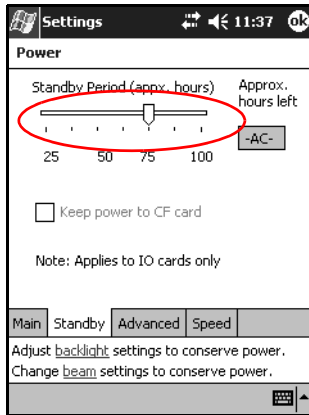 Settings 11:37 ok
Power
Standby Period (appx. hours)
Approx.
hours left
-AC-
25 50 75 100
Keep power to CF card
Note: Applies to IO cards only
Main Standby Advanced Speed
Adjust backlight settings to conserve power.
Change beam settings to conserve power.